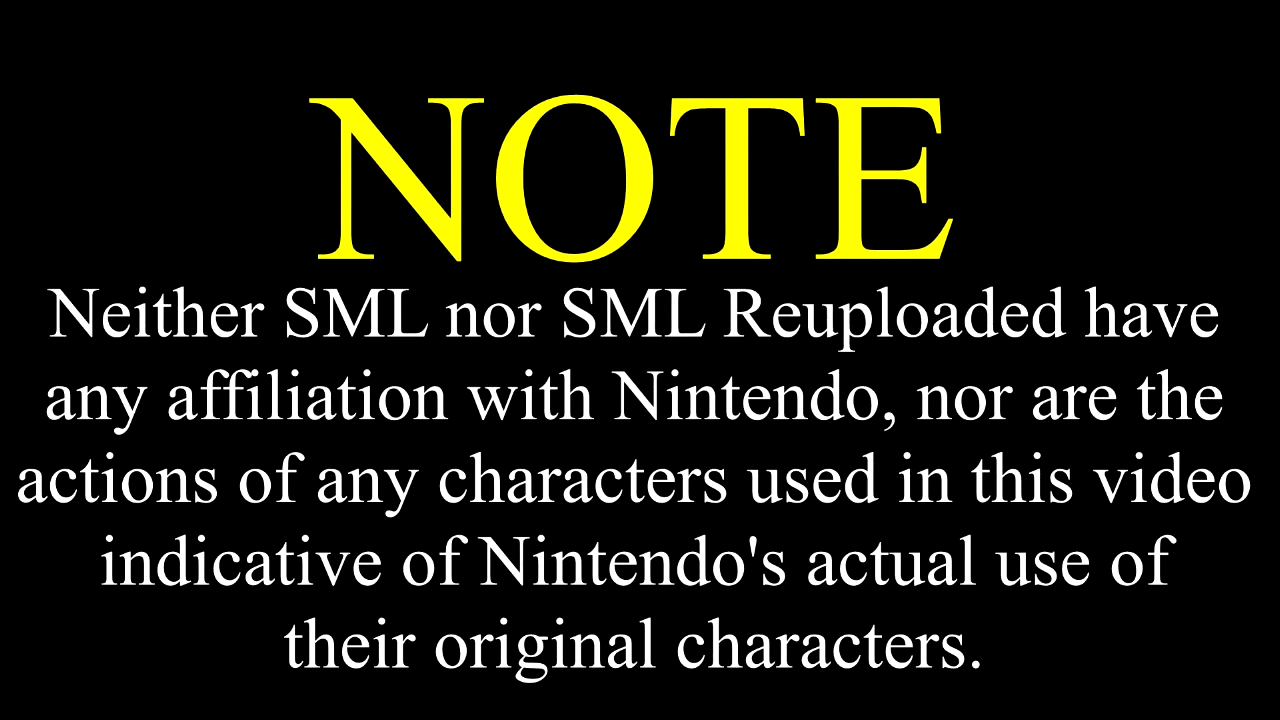 NOTE
Neither SML nor SML Reuploaded have
any affiliation with Nintendo, nor are the
actions of any characters used in this video
indicative of Nintendo's actual use of
their original characters.